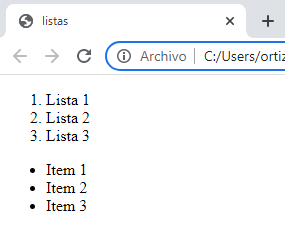 listas
Archivo C:/Users/ortiz
1. Lista 1
2. Lista 2
3. Lista 3
• Item 1
• Item 2
• Item 3